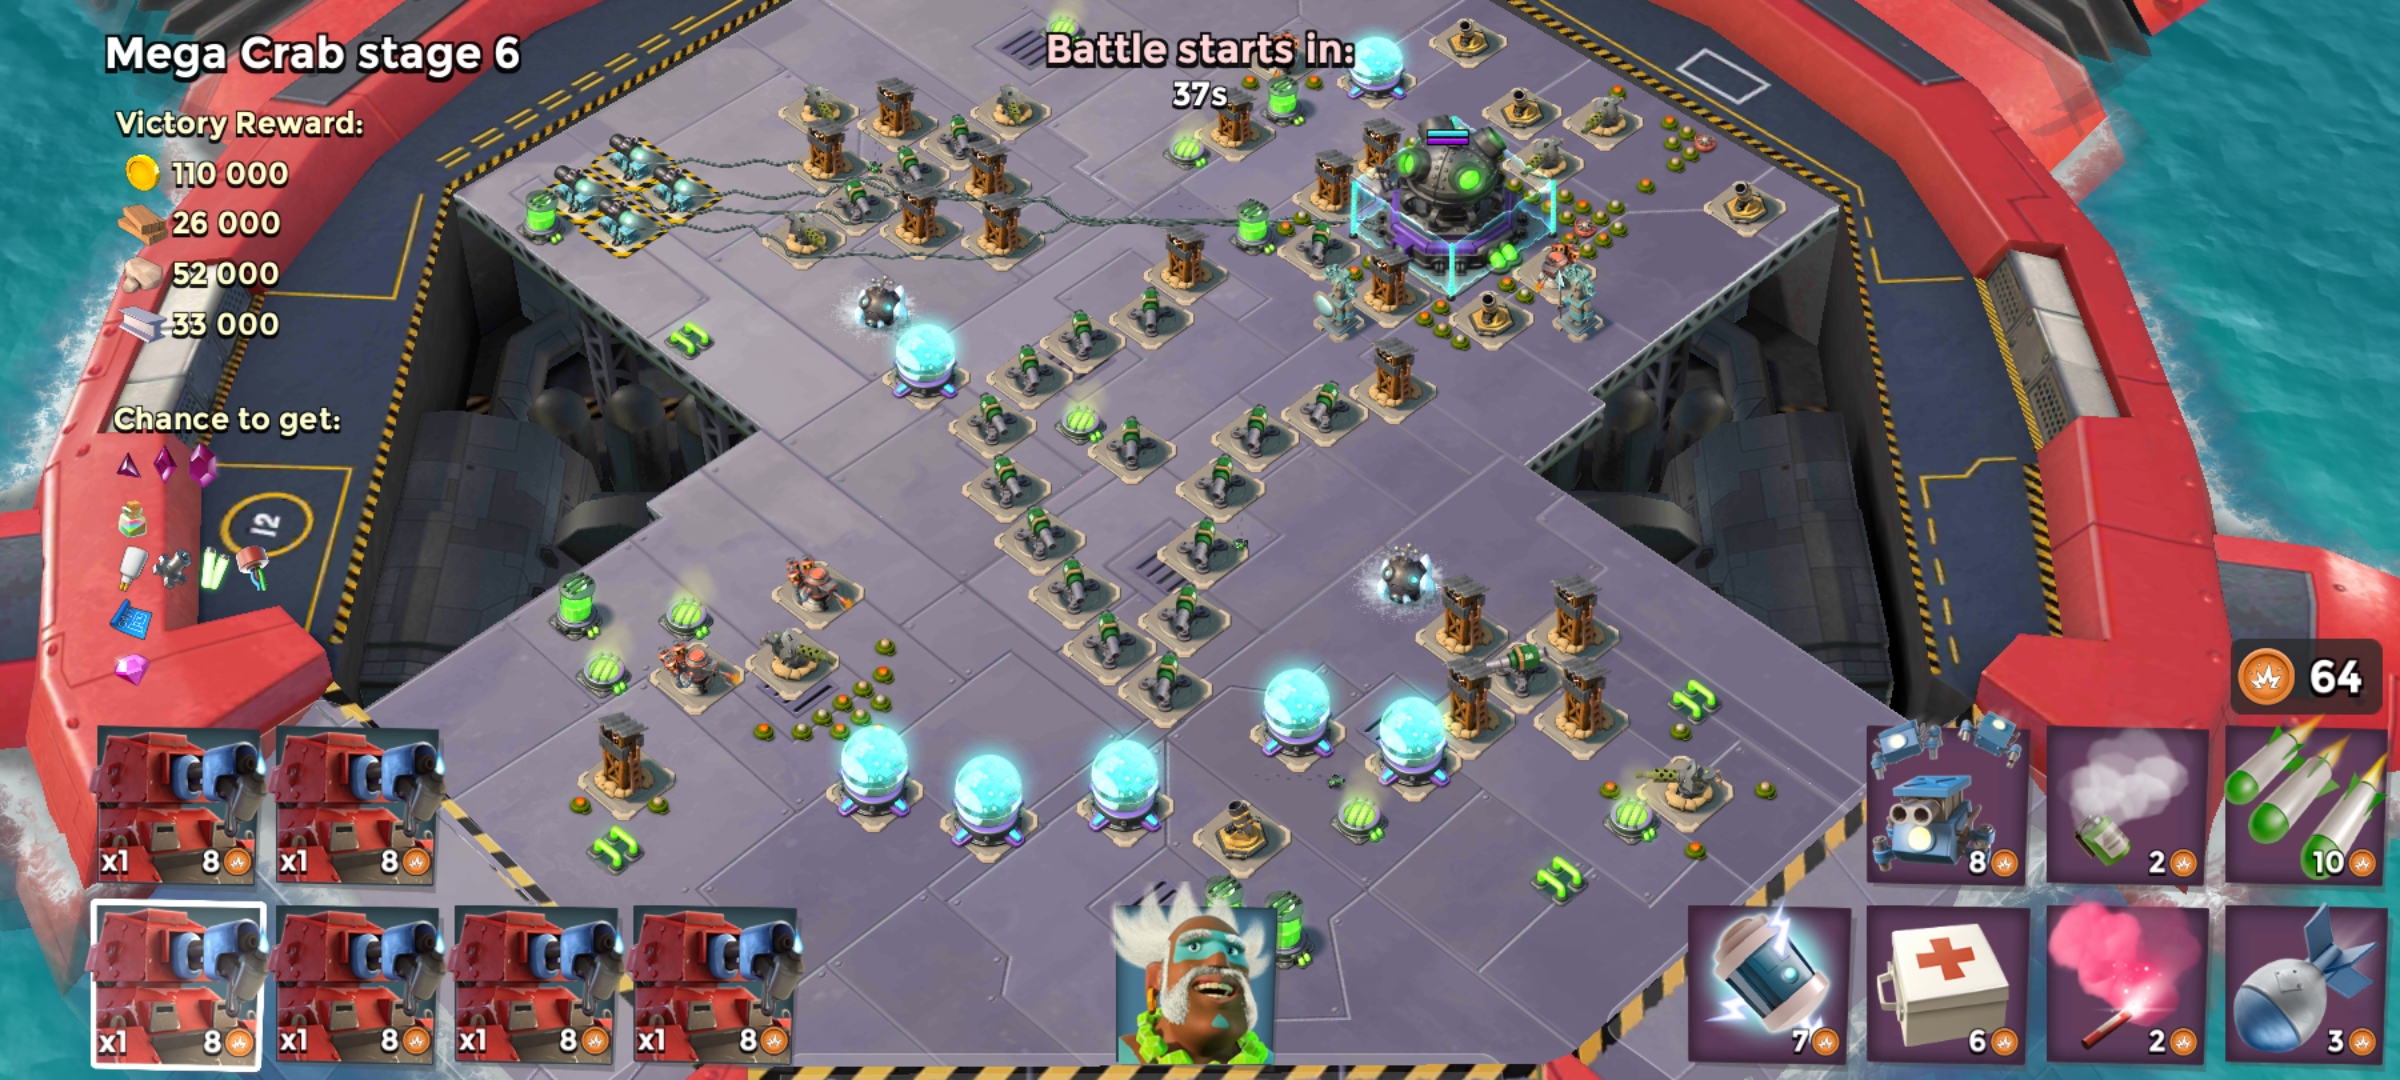 Mega Crab stage 6
Battle starts in:
37s
Victory Reward:
110 000
26 000
52 000
33 000
Chance to get:
12
64
x1 8
x1 8
8
2
10
x1 8
x1 8
x1 8
x1 8
7
6
2
3